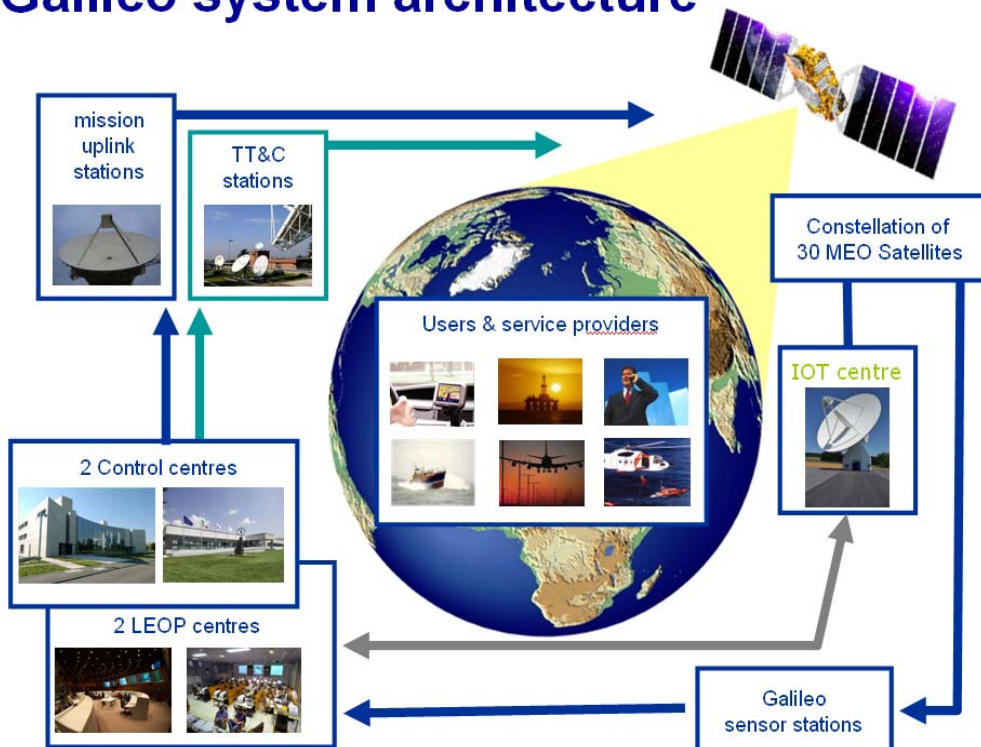 Galileo system architecture
mission
uplink
stations
TT&C
stations
Constellation of
30 MEO Satellites
Users & service providers
IOT centre
2 Control centres
2 LEOP centres
Galileo
sensor stations